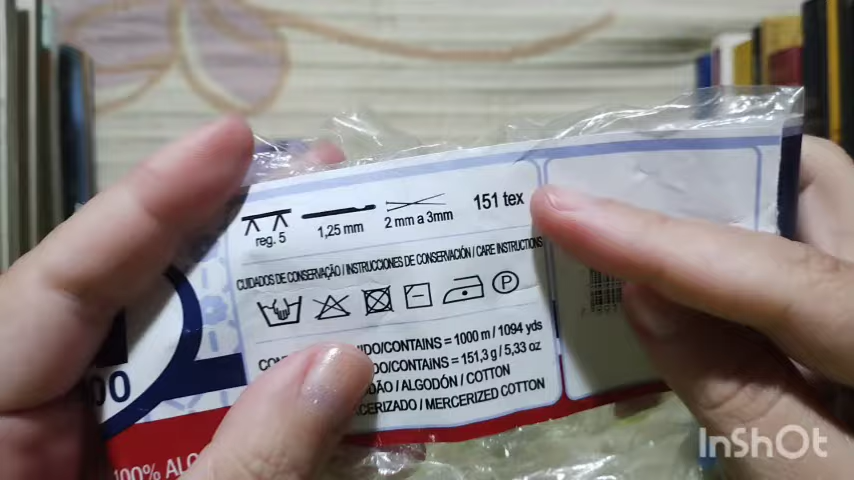 151 tex
reg. 5
1,25 mm
2 mm a 3mm
CUIDADOS DE CONSERVAÇÃO / INSTRUCCIONES DE CONSERVACIÓN / CARE INSTRUCTIONS
P
IDO/CONTAINS = 1000 m / 1094 yds
DO/CONTAINS = 151,3 g / 5,33 oz
DÃO / ALGODÓN / COTTON
CERIZADO / MERCERIZED COTTON
00
100% ALG
InShOt